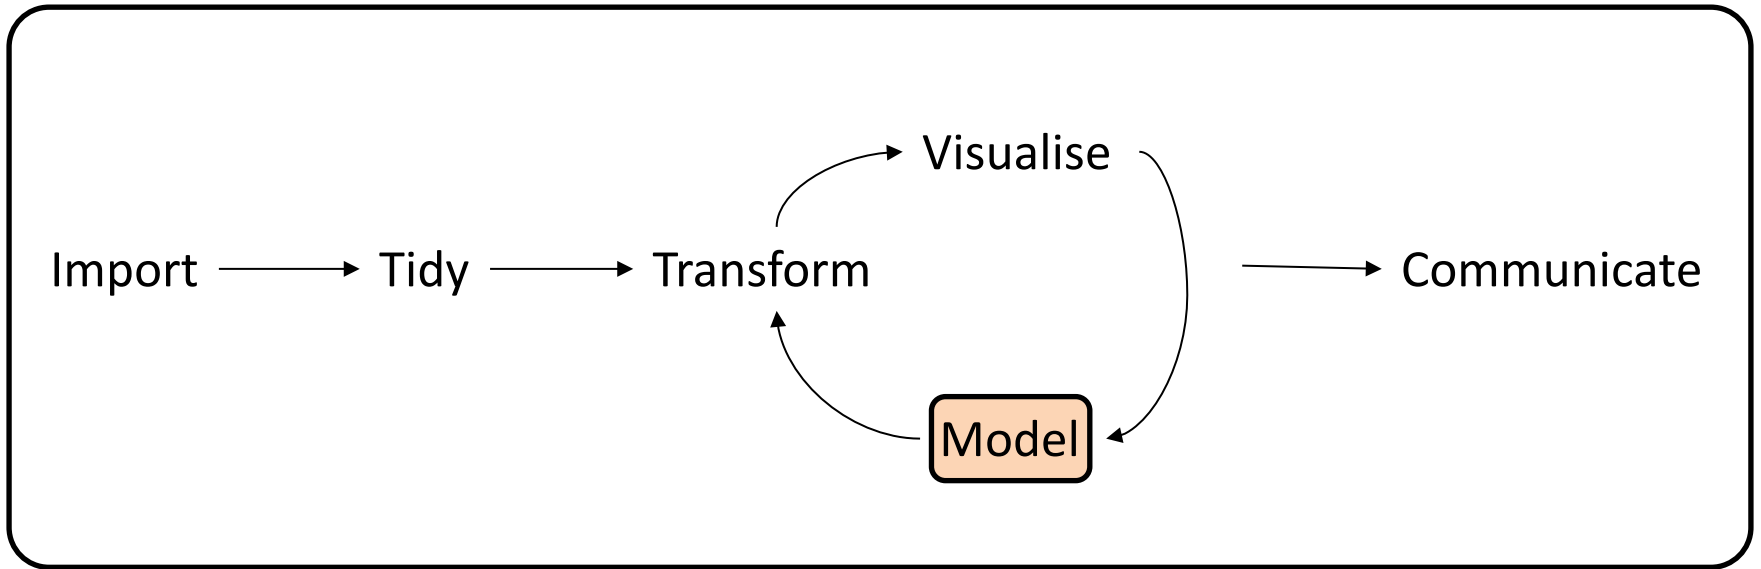 Visualise
Import
Tidy
Transform
Communicate
Model